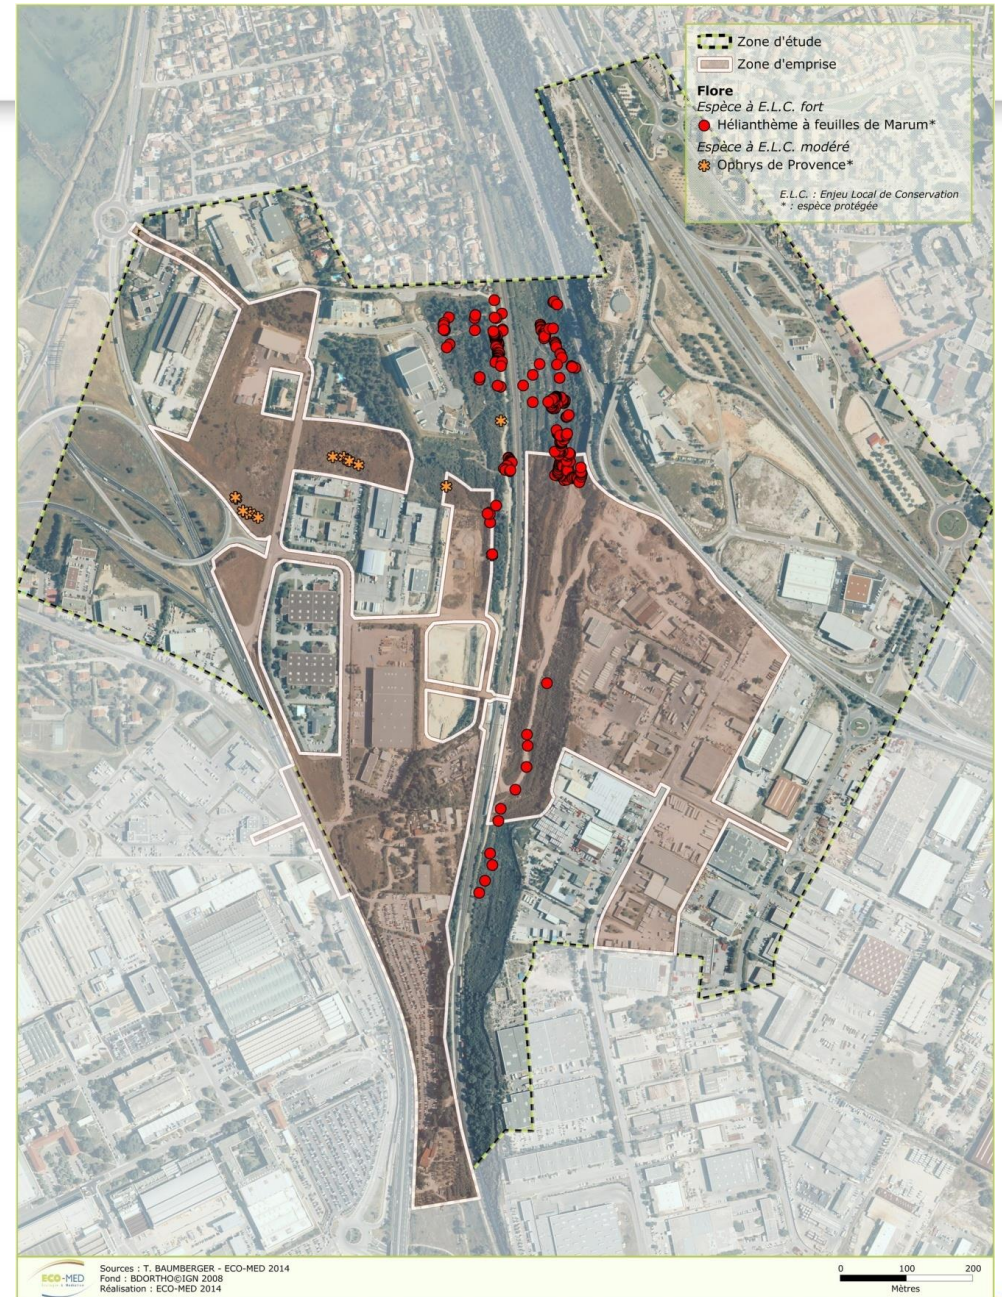 Zone d'étude
Zone d'emprise
Flore
Espèce à E.L.C. fort
Hélianthème à feuilles de Marum*
Espèce à E.L.C. modéré
Ophrys de Provence*
E.L.C. : Enjeu Local de Conservation
* : espèce protégée
ECO-MED
Sources : T. BAUMBERGER - ECO-MED 2014
Fond : BDORTHO©IGN 2008
Réalisation : ECO-MED 2014
0 100 200
Mètres